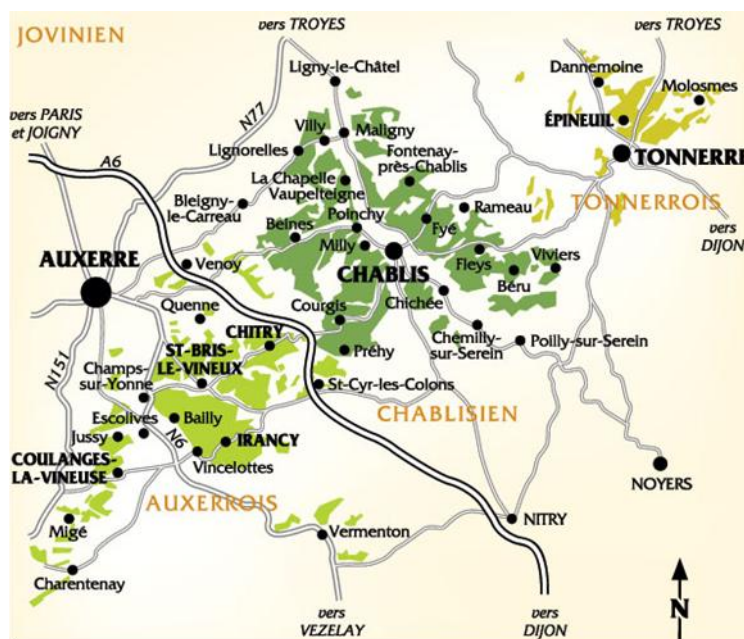 JOVINIEN
vers TROYES
vers TROYES
Ligny-le-Châtel
Dannemoine
Molosmes
vers PARIS
et JOIGNY
N77
Villy
Maligny
ÉPINEUIL
A6
Lignorelles
Fontenay-
près-Chablis
TONNERRE
La Chapelle
Vaupelteigne
Bleigny-
le-Carreau
Rameau
TONNERROIS
Poinchy
Beines
Fyé
Milly
vers
DIJON
AUXERRE
Venoy
CHABLIS
Fleys
Viviers
Béru
Quenne
Courgis
Chichée
CHITRY
Chemilly-
sur-Serein
Poilly-sur-Serein
ST-BRIS-
LE-VINEUX
Préhy
N151
Champs-
sur-Yonne
St-Cyr-les-Colons
Escolives
Bailly
CHABLISIEN
Jussy
N6
IRANCY
COULANGES-
LA-VINEUSE
Vincelottes
NOYERS
AUXERROIS
Migé
Vermenton
NITRY
Charentenay
vers
VEZELAY
vers
DIJON
N